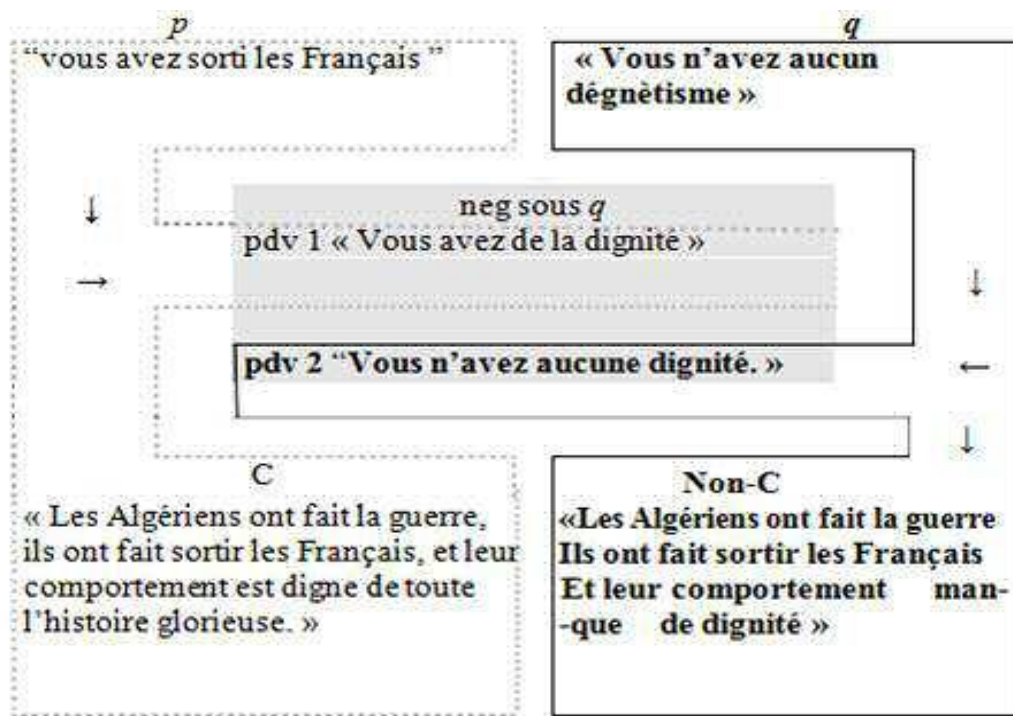 p
"vous avez sorti les Français "
↓
→
C
« Les Algériens ont fait la guerre,
ils ont fait sortir les Français, et leur
comportement est digne de toute
l'histoire glorieuse. »
neg sous q
pdv 1 « Vous avez de la dignité »
pdv 2 "Vous n'avez aucune dignité. »
q
« Vous n'avez aucun
dégnètisme »
↓
←
↓
Non-C
«Les Algériens ont fait la guerre
Ils ont fait sortir les Français
Et leur comportement man-
-que de dignité »